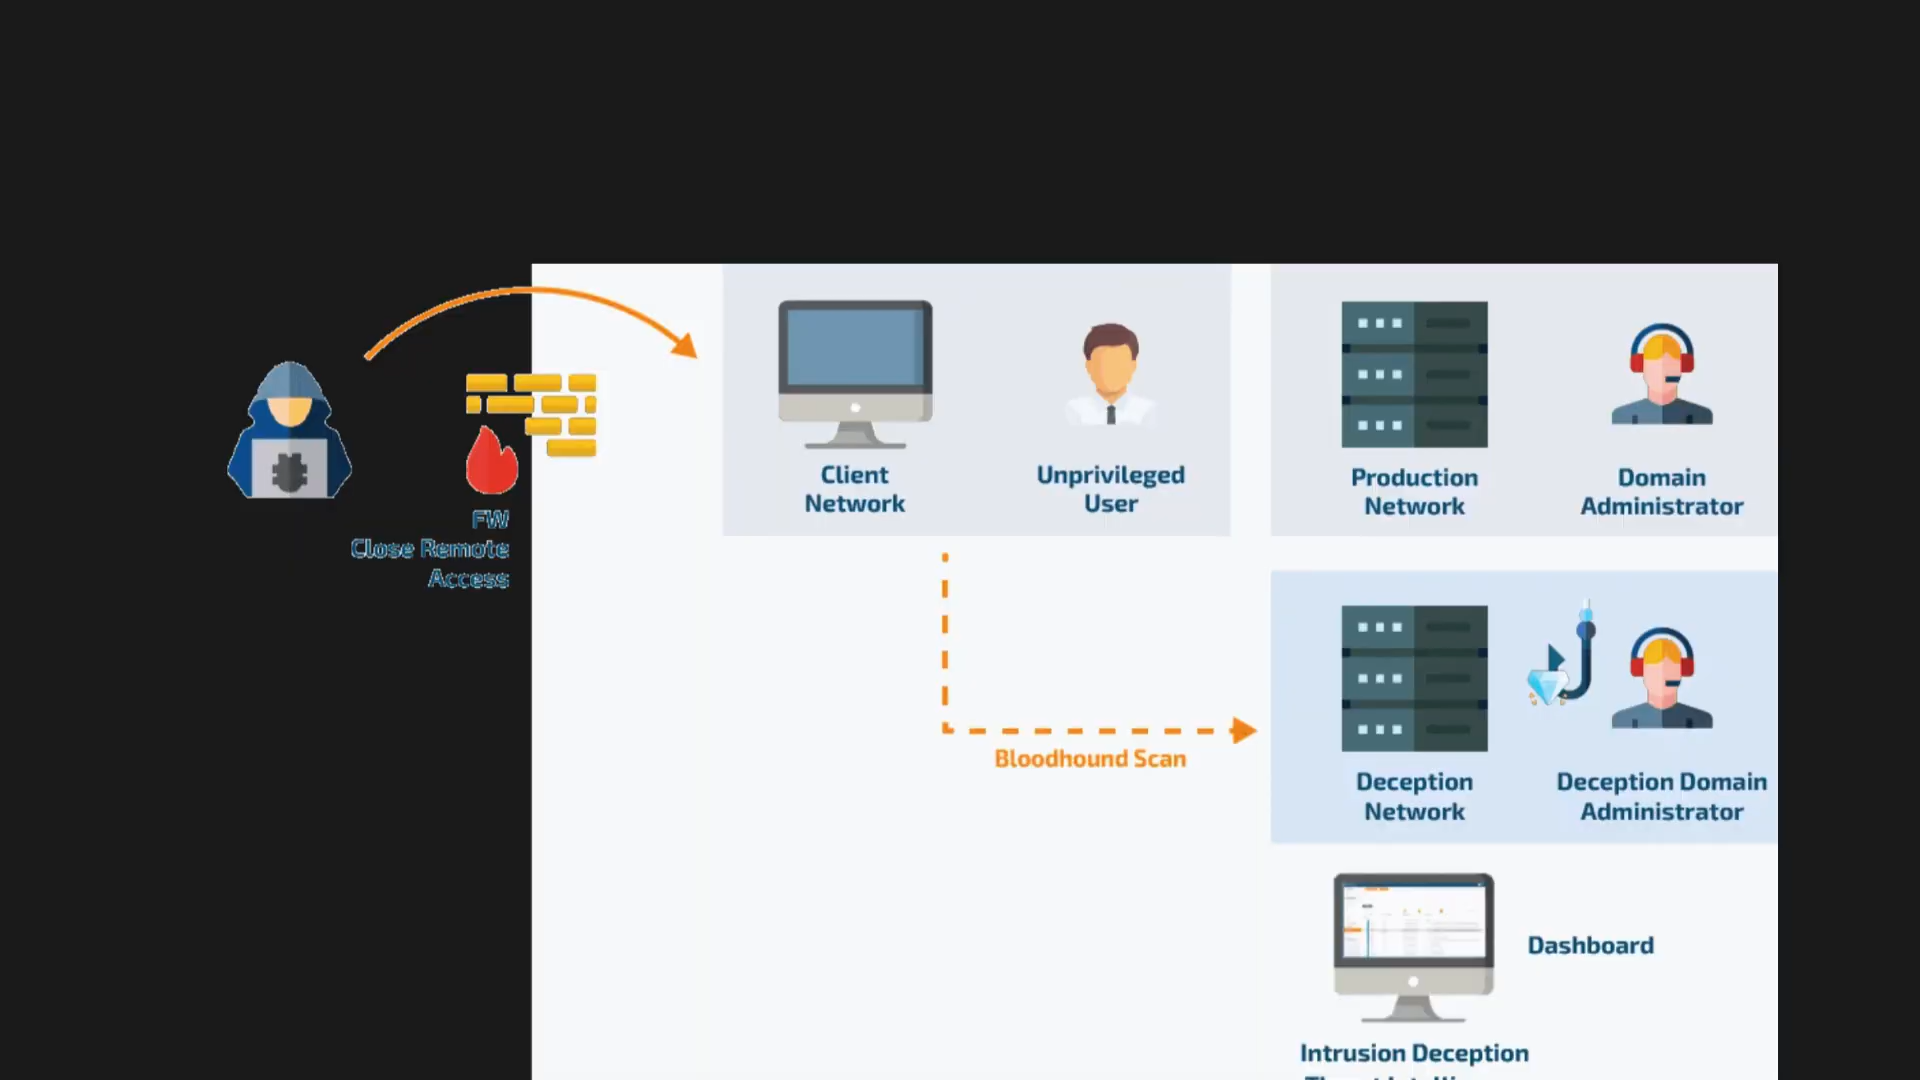 Client
Network
Unprivileged
User
Production
Network
Domain
Administrator
FW
Close Remote
Access
Bloodhound Scan
Deception
Network
Deception Domain
Administrator
Dashboard
Intrusion Deception